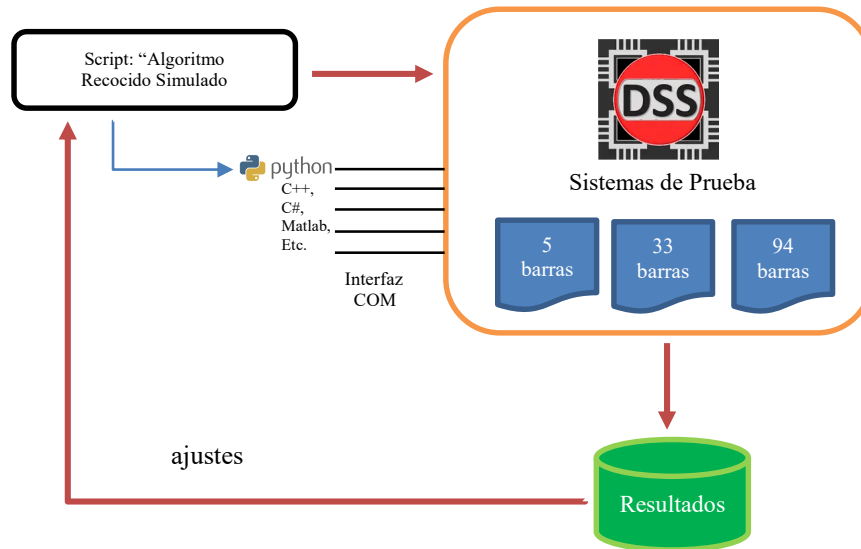 Script: “Algoritmo
Recocido Simulado
DSS
Sistemas de Prueba
python
C++,
C#,
Matlab,
Etc.
Interfaz
COM
5
barras
33
barras
94
barras
ajustes
Resultados